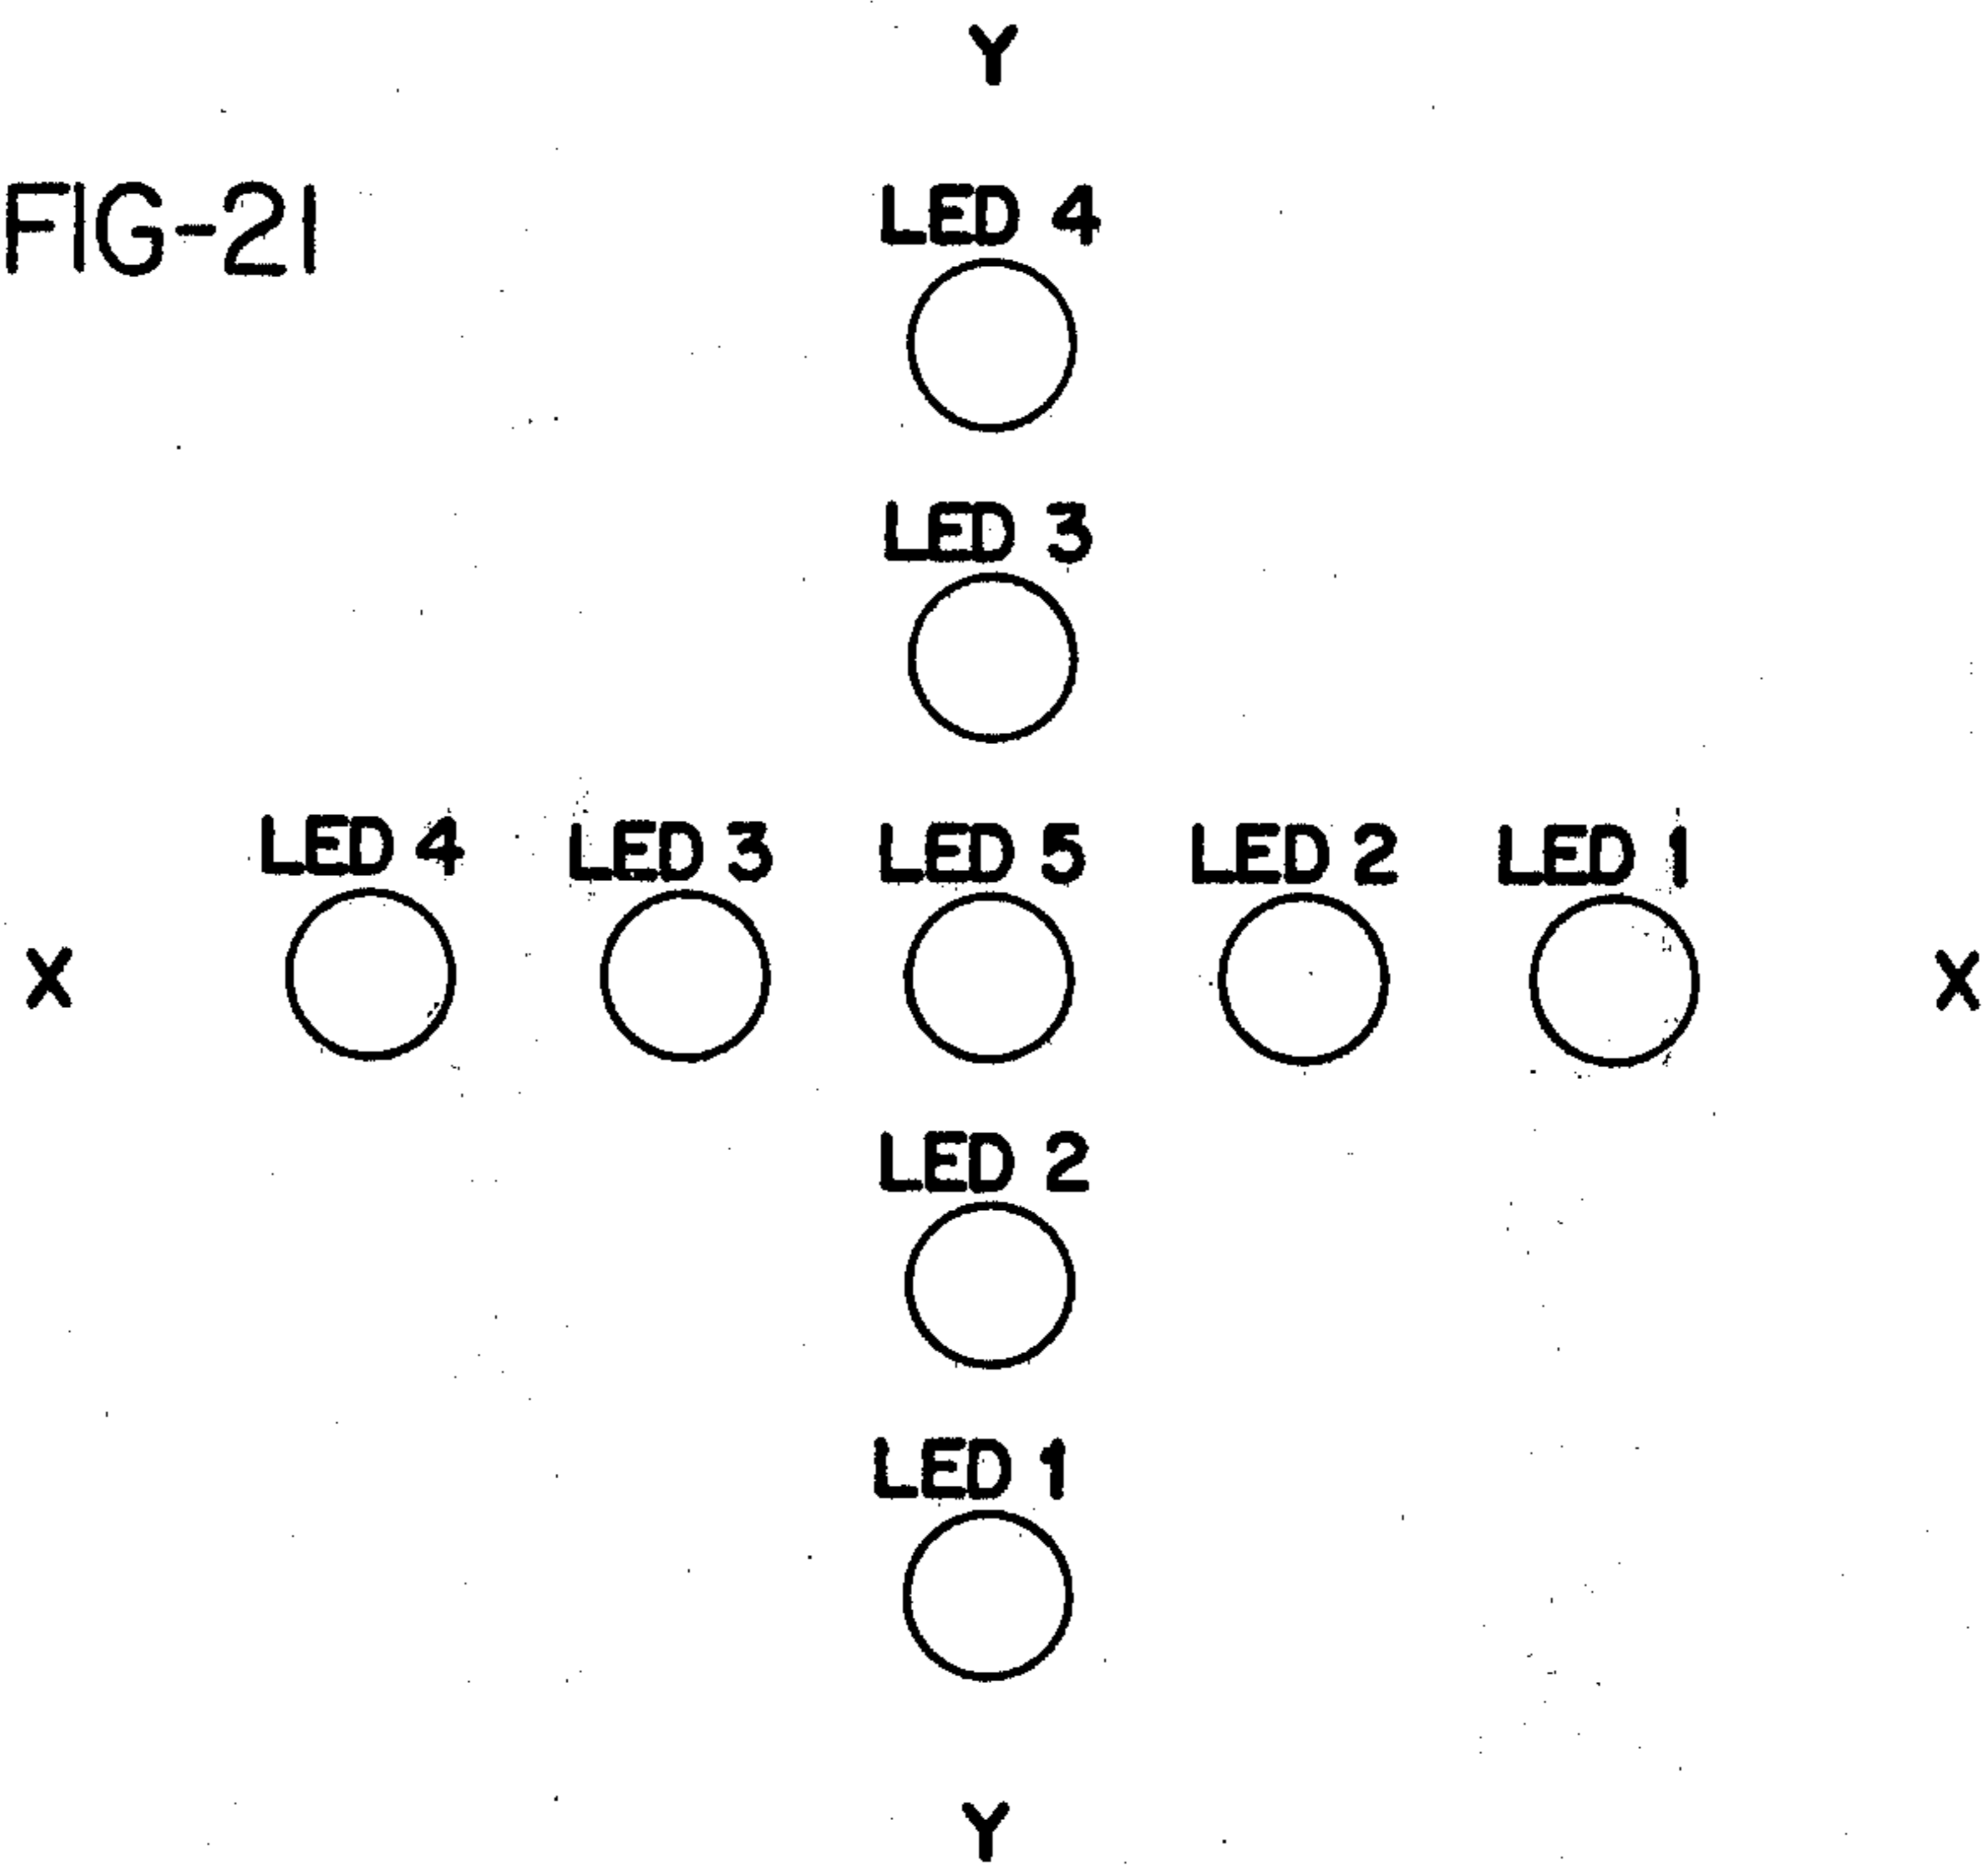 Y
FIG-21
LED 4
LED 3
LED 4 LED 3 LED 5 LED 2 LED 1
X X
LED 2
LED 1
Y